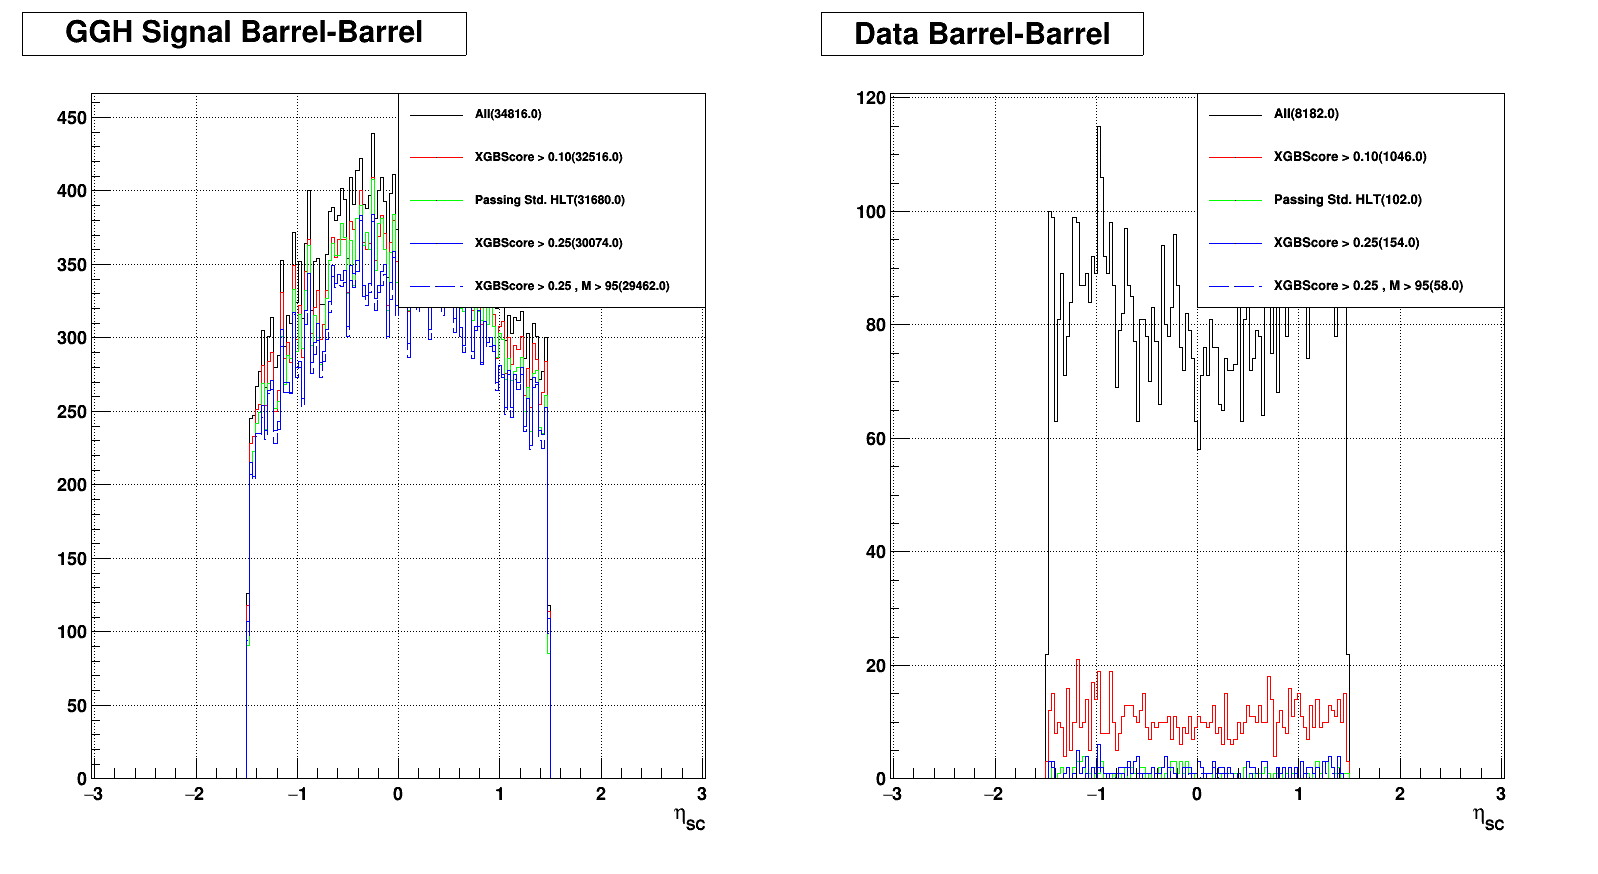 GGH Signal Barrel-Barrel
450
400
350
300
250
200
150
100
50
0
−3
−2
−1
0
1
2
3
ηSC
All(34816.0)
XGBScore > 0.10(32516.0)
Passing Std. HLT(31680.0)
XGBScore > 0.25(30074.0)
XGBScore > 0.25 , M > 95(29462.0)
Data Barrel-Barrel
120
100
80
60
40
20
0
−3
−2
−1
0
1
2
3
ηSC
All(8182.0)
XGBScore > 0.10(1046.0)
Passing Std. HLT(102.0)
XGBScore > 0.25(154.0)
XGBScore > 0.25 , M > 95(58.0)